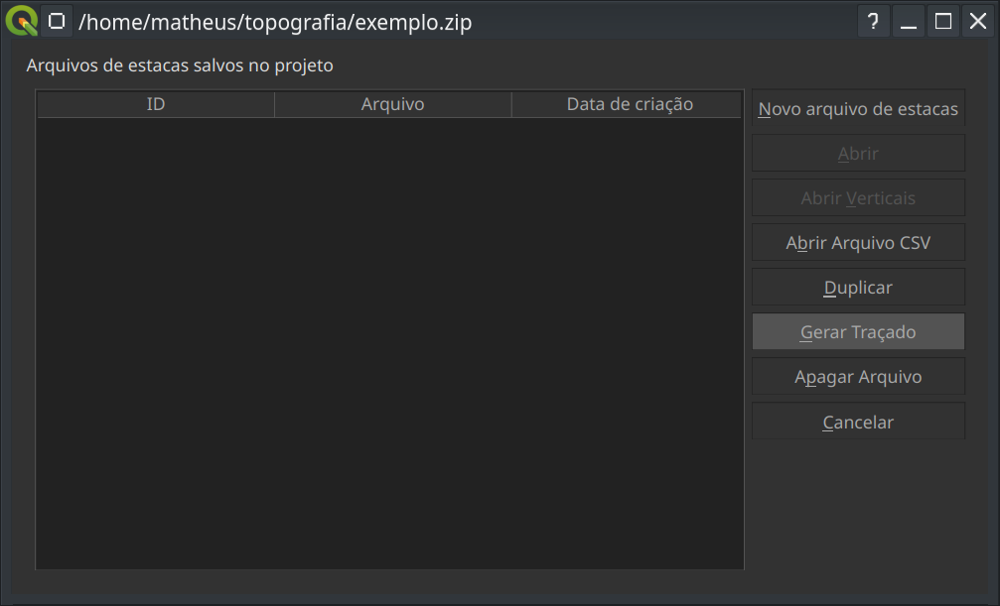 /home/matheus/topografia/exemplo.zip
?
Arquivos de estacas salvos no projeto
ID Arquivo Data de criação
Novo arquivo de estacas
Abrir
Abrir Verticais
Abrir Arquivo CSV
Duplicar
Gerar Traçado
Apagar Arquivo
Cancelar